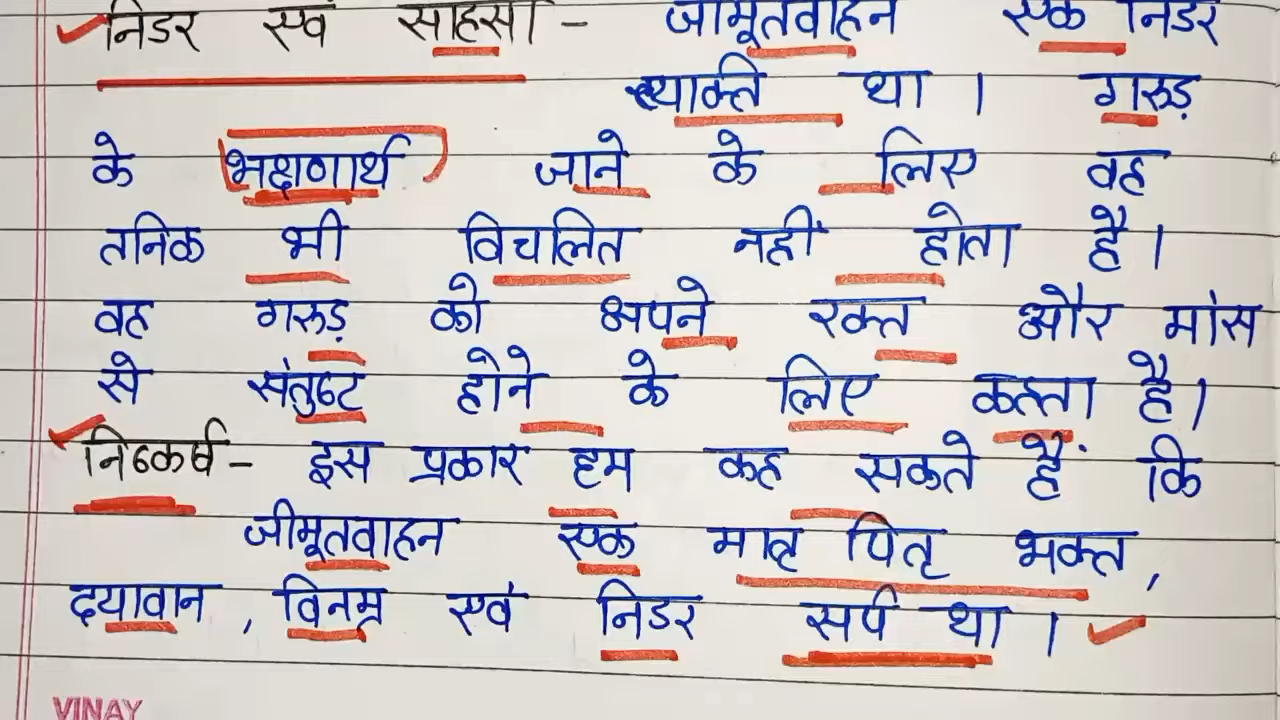 निडर एवं साहसी - जीमूतवाहन एक निडर
व्यक्ति था । गरुड़
के भक्षणार्थ जाने के लिए वह
तनिक भी विचलित नहीं होता है ।
वह गरुड़ को अपने रक्त और मांस
से संतुष्ट होने के लिए कहता है ।
निष्कर्ष - इस प्रकार हम कह सकते हैं कि
जीमूतवाहन एक मातृ पितृ भक्त ,
दयावान , विनम्र एवं निडर सर्प था ।
VINAY